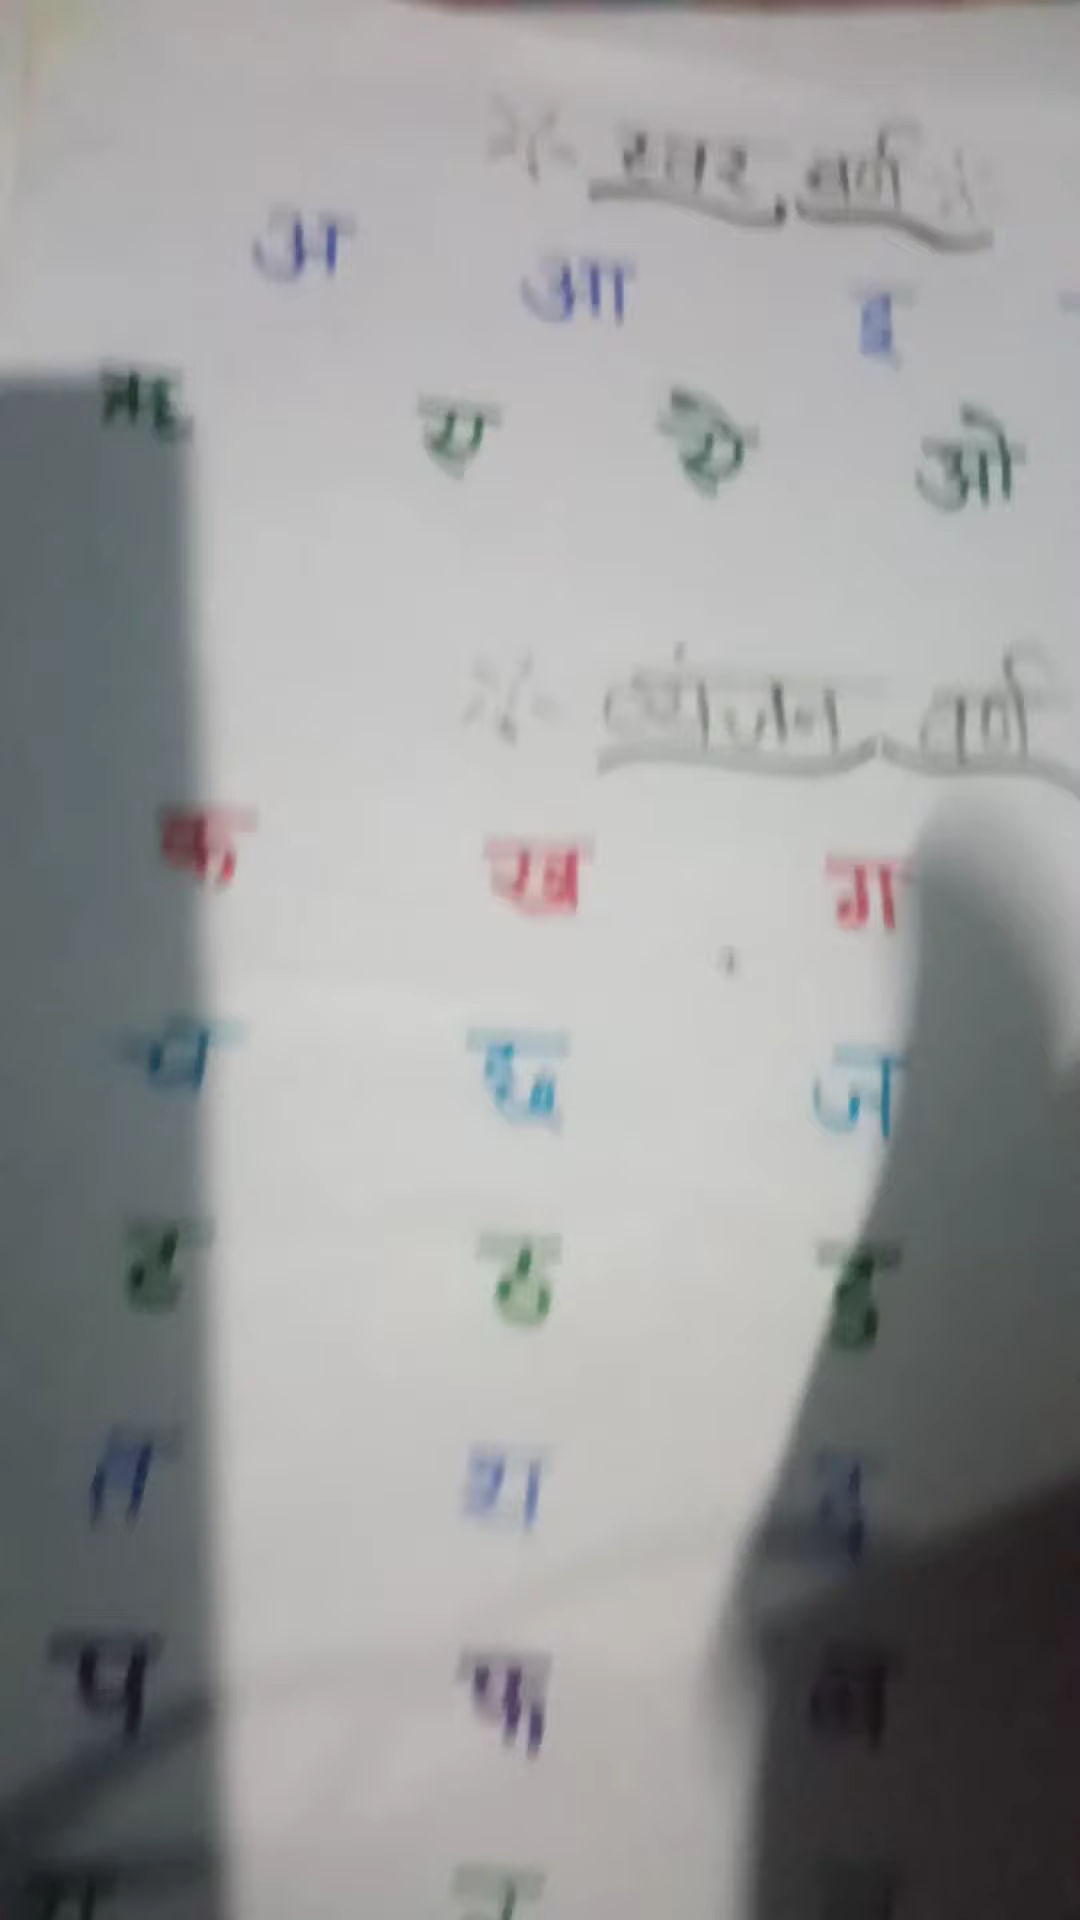 स्वर वर्ण
अ आ इ
ऋ ए ऐ ओ
व्यंजन वर्ण
क ख ग
च छ ज
ट ठ ड
त थ द
प फ ब